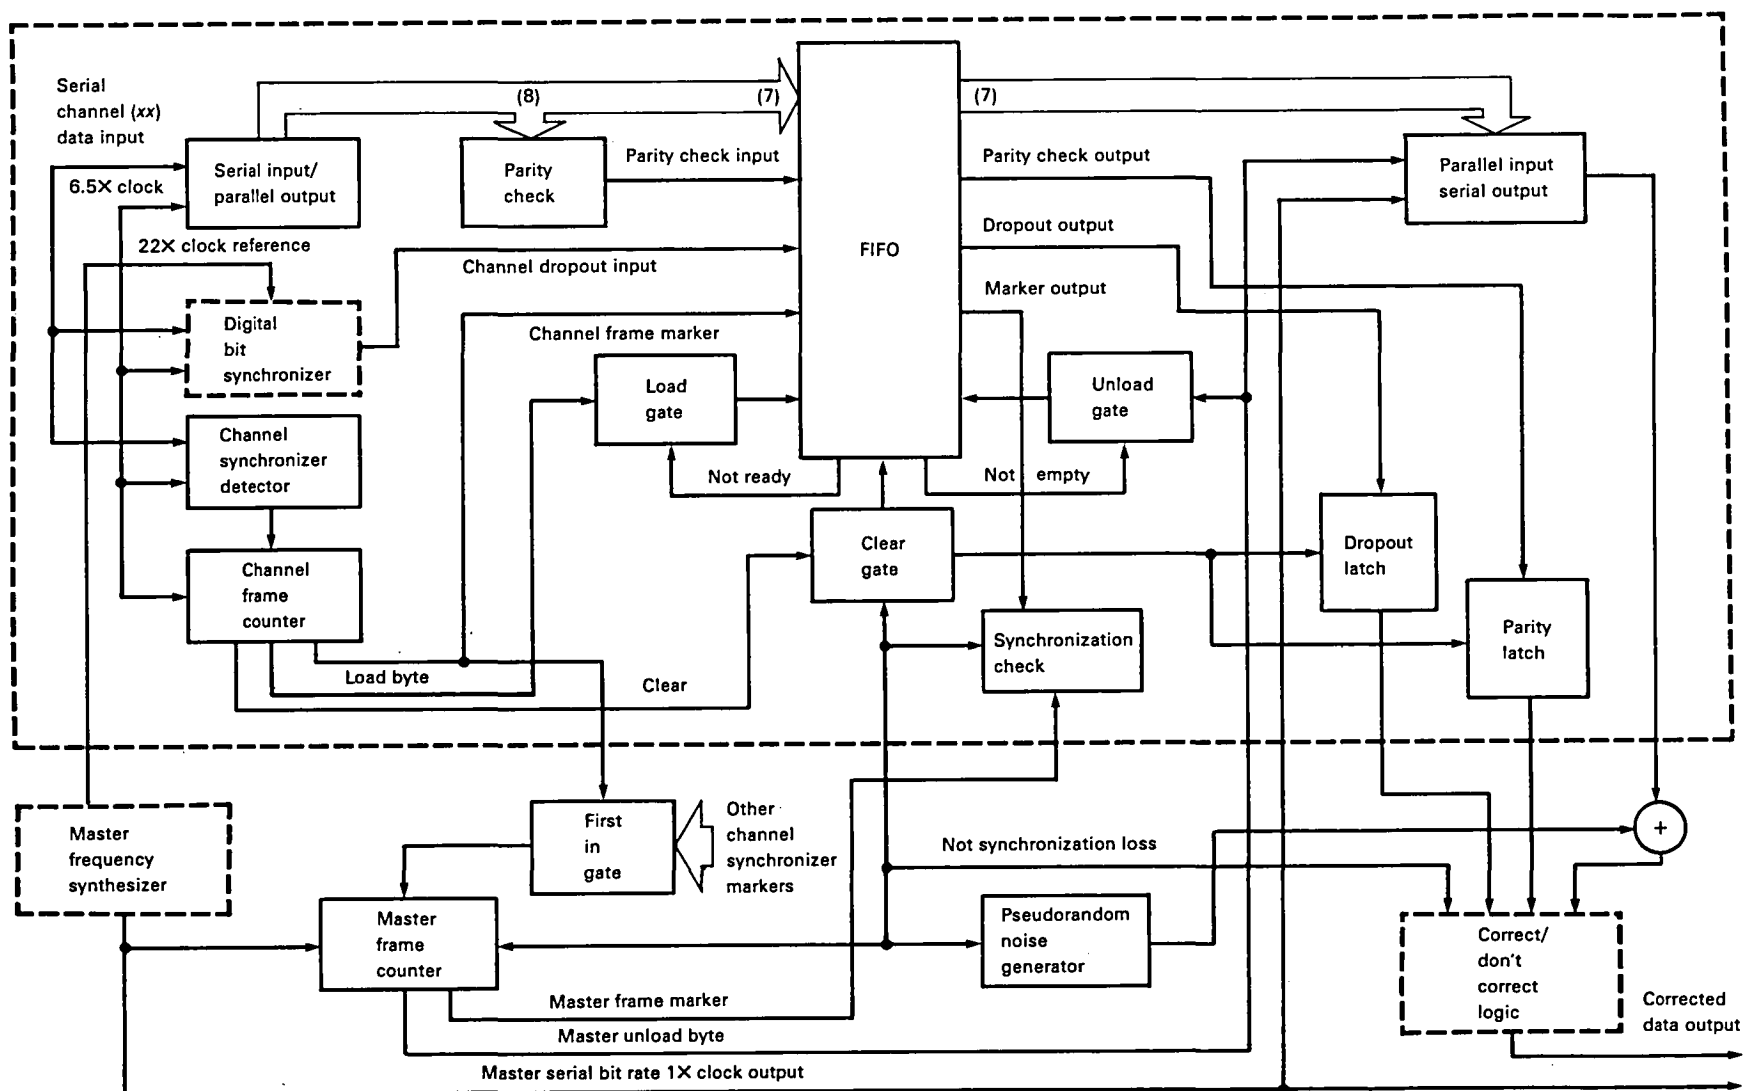 Serial
channel (xx)
data input
(8)
(7)
(7)
Serial input/
parallel output
Parity
check
Parity check input
FIFO
Parity check output
Parallel input
serial output
6.5X clock
22X clock reference
Channel dropout input
Dropout output
Marker output
Digital
bit
synchronizer
Channel frame marker
Load
gate
Unload
gate
Channel
synchronizer
detector
Not ready
Not empty
Clear
gate
Dropout
latch
Channel
frame
counter
Synchronization
check
Parity
latch
Load byte
Clear
Master
frequency
synthesizer
First
in
gate
Other
channel
synchronizer
markers
Not synchronization loss
+
Master
frame
counter
Pseudorandom
noise
generator
Correct/
don't
correct
logic
Master frame marker
Master unload byte
Corrected
data output
Master serial bit rate 1X clock output